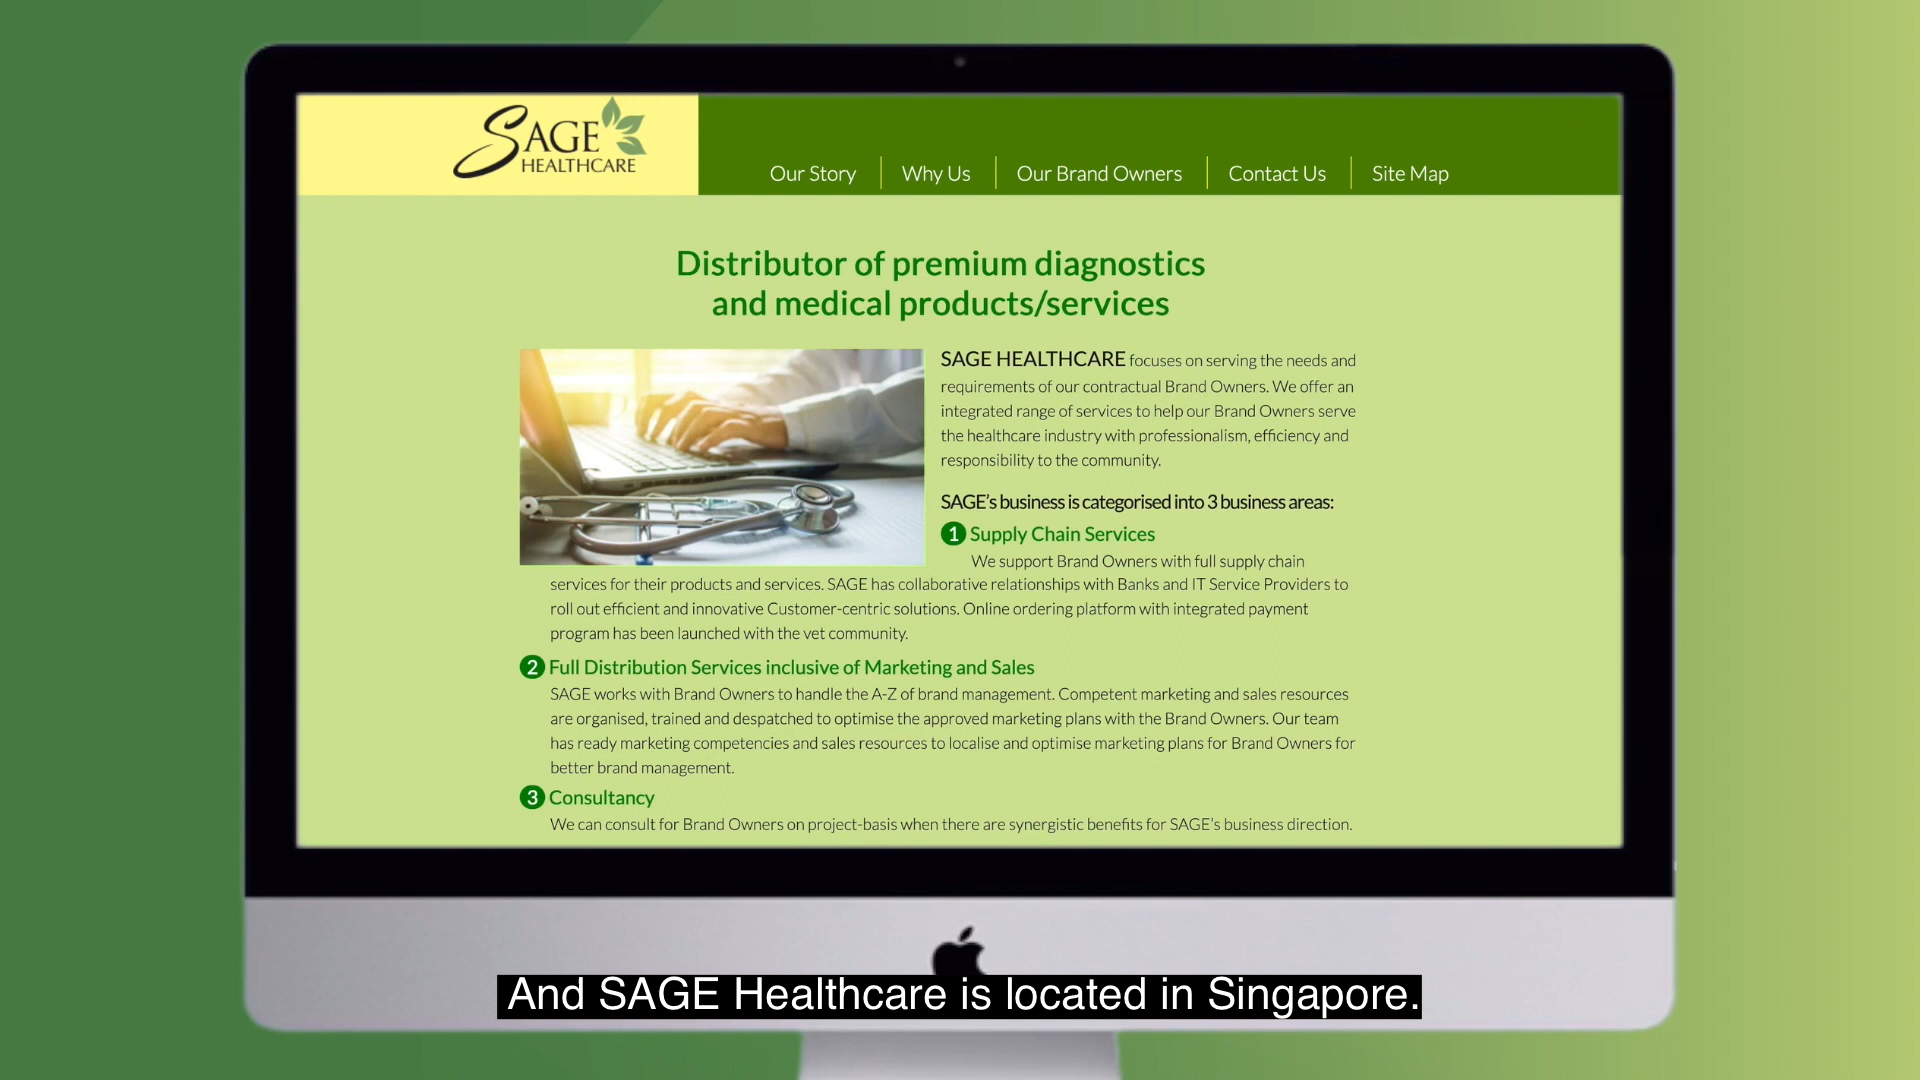 SAGE
HEALTHCARE
Our Story
Why Us
Our Brand Owners
Contact Us
Site Map
Distributor of premium diagnostics
and medical products/services
SAGE HEALTHCARE focuses on serving the needs and
requirements of our contractual Brand Owners. We offer an
integrated range of services to help our Brand Owners serve
the healthcare industry with professionalism, efficiency and
responsibility to the community.
SAGE's business is categorised into 3 business areas:
1 Supply Chain Services
We support Brand Owners with full supply chain
services for their products and services. SAGE has collaborative relationships with Banks and IT Service Providers to
roll out efficient and innovative Customer-centric solutions. Online ordering platform with integrated payment
program has been launched with the vet community.
2 Full Distribution Services inclusive of Marketing and Sales
SAGE works with Brand Owners to handle the A-Z of brand management. Competent marketing and sales resources
are organised, trained and despatched to optimise the approved marketing plans with the Brand Owners. Our team
has ready marketing competencies and sales resources to localise and optimise marketing plans for Brand Owners for
better brand management.
3 Consultancy
We can consult for Brand Owners on project-basis when there are synergistic benefits for SAGE's business direction.
And SAGE Healthcare is located in Singapore.